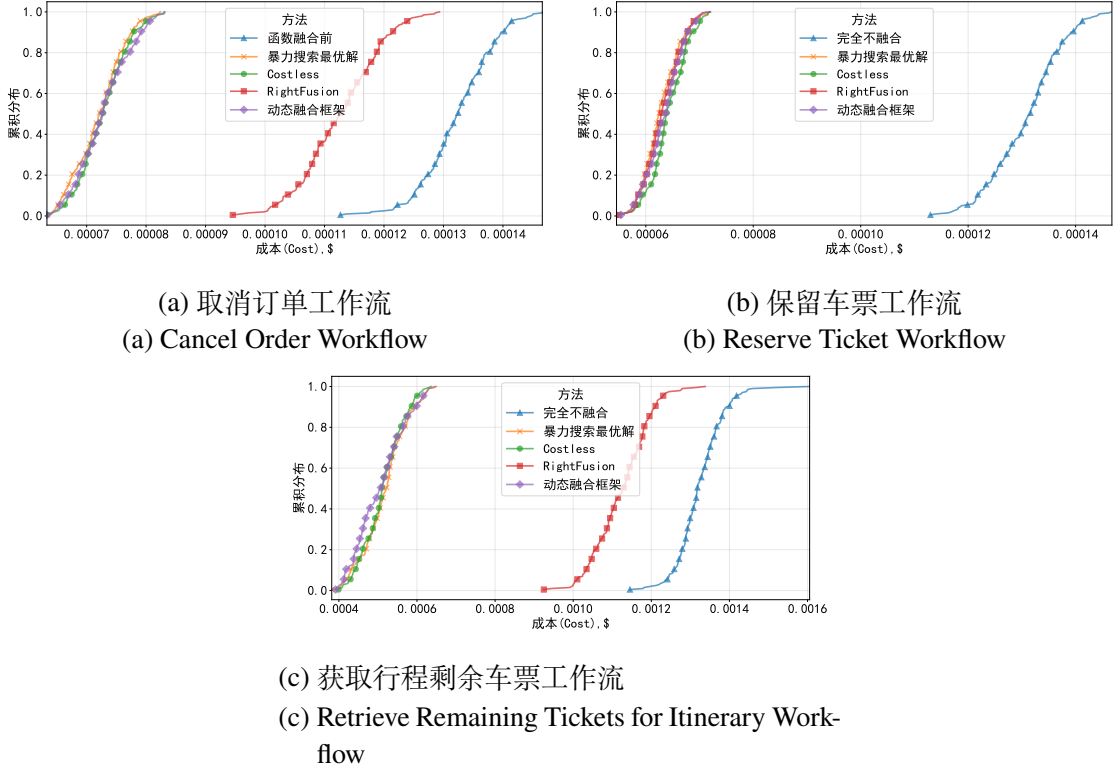 1.0
0.8
0.6
0.4
0.2
0.0
累积分布
方法
函数融合前
暴力搜索最优解
Costless
RightFusion
动态融合框架
0.00007 0.00008 0.00009 0.00010 0.00011 0.00012 0.00013 0.00014
成本(Cost),$
(a) 取消订单工作流
(a) Cancel Order Workflow
1.0
0.8
0.6
0.4
0.2
0.0
累积分布
方法
完全不融合
暴力搜索最优解
Costless
RightFusion
动态融合框架
0.00006 0.00008 0.00010 0.00012 0.00014
成本(Cost),$
(b) 保留车票工作流
(b) Reserve Ticket Workflow
1.0
0.8
0.6
0.4
0.2
0.0
累积分布
方法
完全不融合
暴力搜索最优解
Costless
RightFusion
动态融合框架
0.0004 0.0006 0.0008 0.0010 0.0012 0.0014 0.0016
成本(Cost),$
(c) 获取行程剩余车票工作流
(c) Retrieve Remaining Tickets for Itinerary Work-
flow